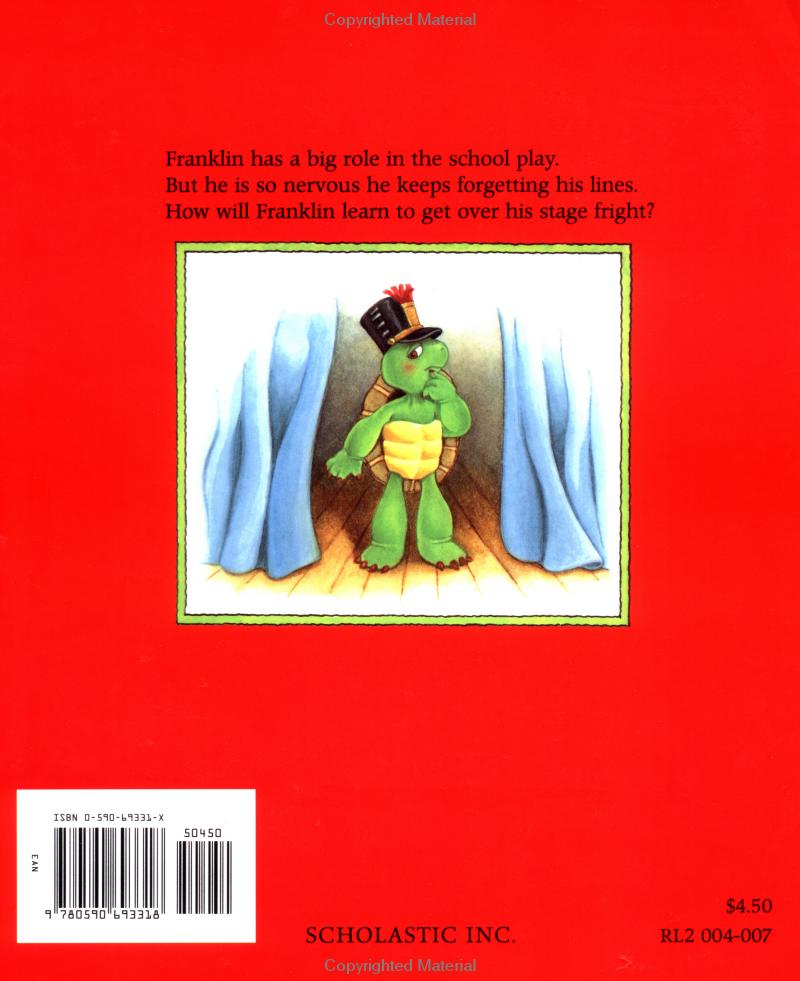 Copyrighted Material
Franklin has a big role in the school play.
But he is so nervous he keeps forgetting his lines.
How will Franklin learn to get over his stage fright?
ISBN 0-590-69331-X
50450
EAN
9 780590 693318
$4.50
SCHOLASTIC INC.
RL2 004-007
Copyrighted Material